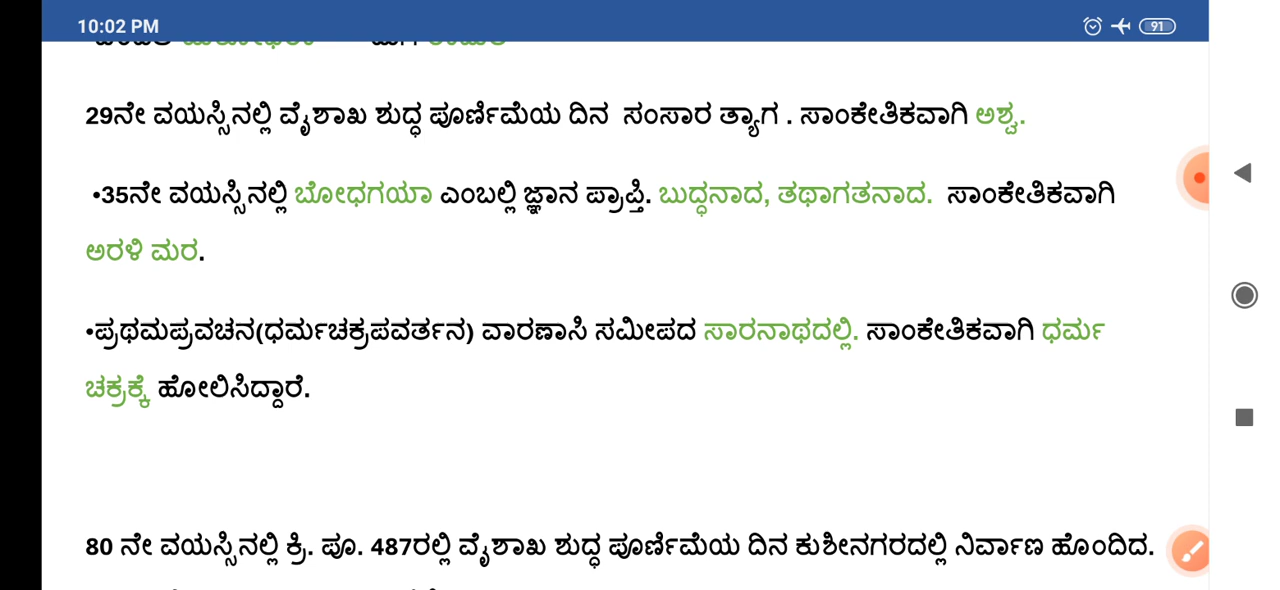 10:02 PM
91
29ನೇ ವಯಸ್ಸಿನಲ್ಲಿ ವೈಶಾಖ ಶುದ್ಧ ಪೂರ್ಣಿಮೆಯ ದಿನ ಸಂಸಾರ ತ್ಯಾಗ . ಸಾಂಕೇತಿಕವಾಗಿ ಅಶ್ವ.
•35ನೇ ವಯಸ್ಸಿನಲ್ಲಿ ಬೋಧಗಯಾ ಎಂಬಲ್ಲಿ ಜ್ಞಾನ ಪ್ರಾಪ್ತಿ. ಬುದ್ಧನಾದ, ತಥಾಗತನಾದ. ಸಾಂಕೇತಿಕವಾಗಿ
ಅರಳಿ ಮರ.
•ಪ್ರಥಮಪ್ರವಚನ(ಧರ್ಮಚಕ್ರಪವರ್ತನ) ವಾರಣಾಸಿ ಸಮೀಪದ ಸಾರನಾಥದಲ್ಲಿ. ಸಾಂಕೇತಿಕವಾಗಿ ಧರ್ಮ
ಚಕ್ರಕ್ಕೆ ಹೋಲಿಸಿದ್ದಾರೆ.
80 ನೇ ವಯಸ್ಸಿನಲ್ಲಿ ಕ್ರಿ. ಪೂ. 487ರಲ್ಲಿ ವೈಶಾಖ ಶುದ್ಧ ಪೂರ್ಣಿಮೆಯ ದಿನ ಕುಶೀನಗರದಲ್ಲಿ ನಿರ್ವಾಣ ಹೊಂದಿದ.